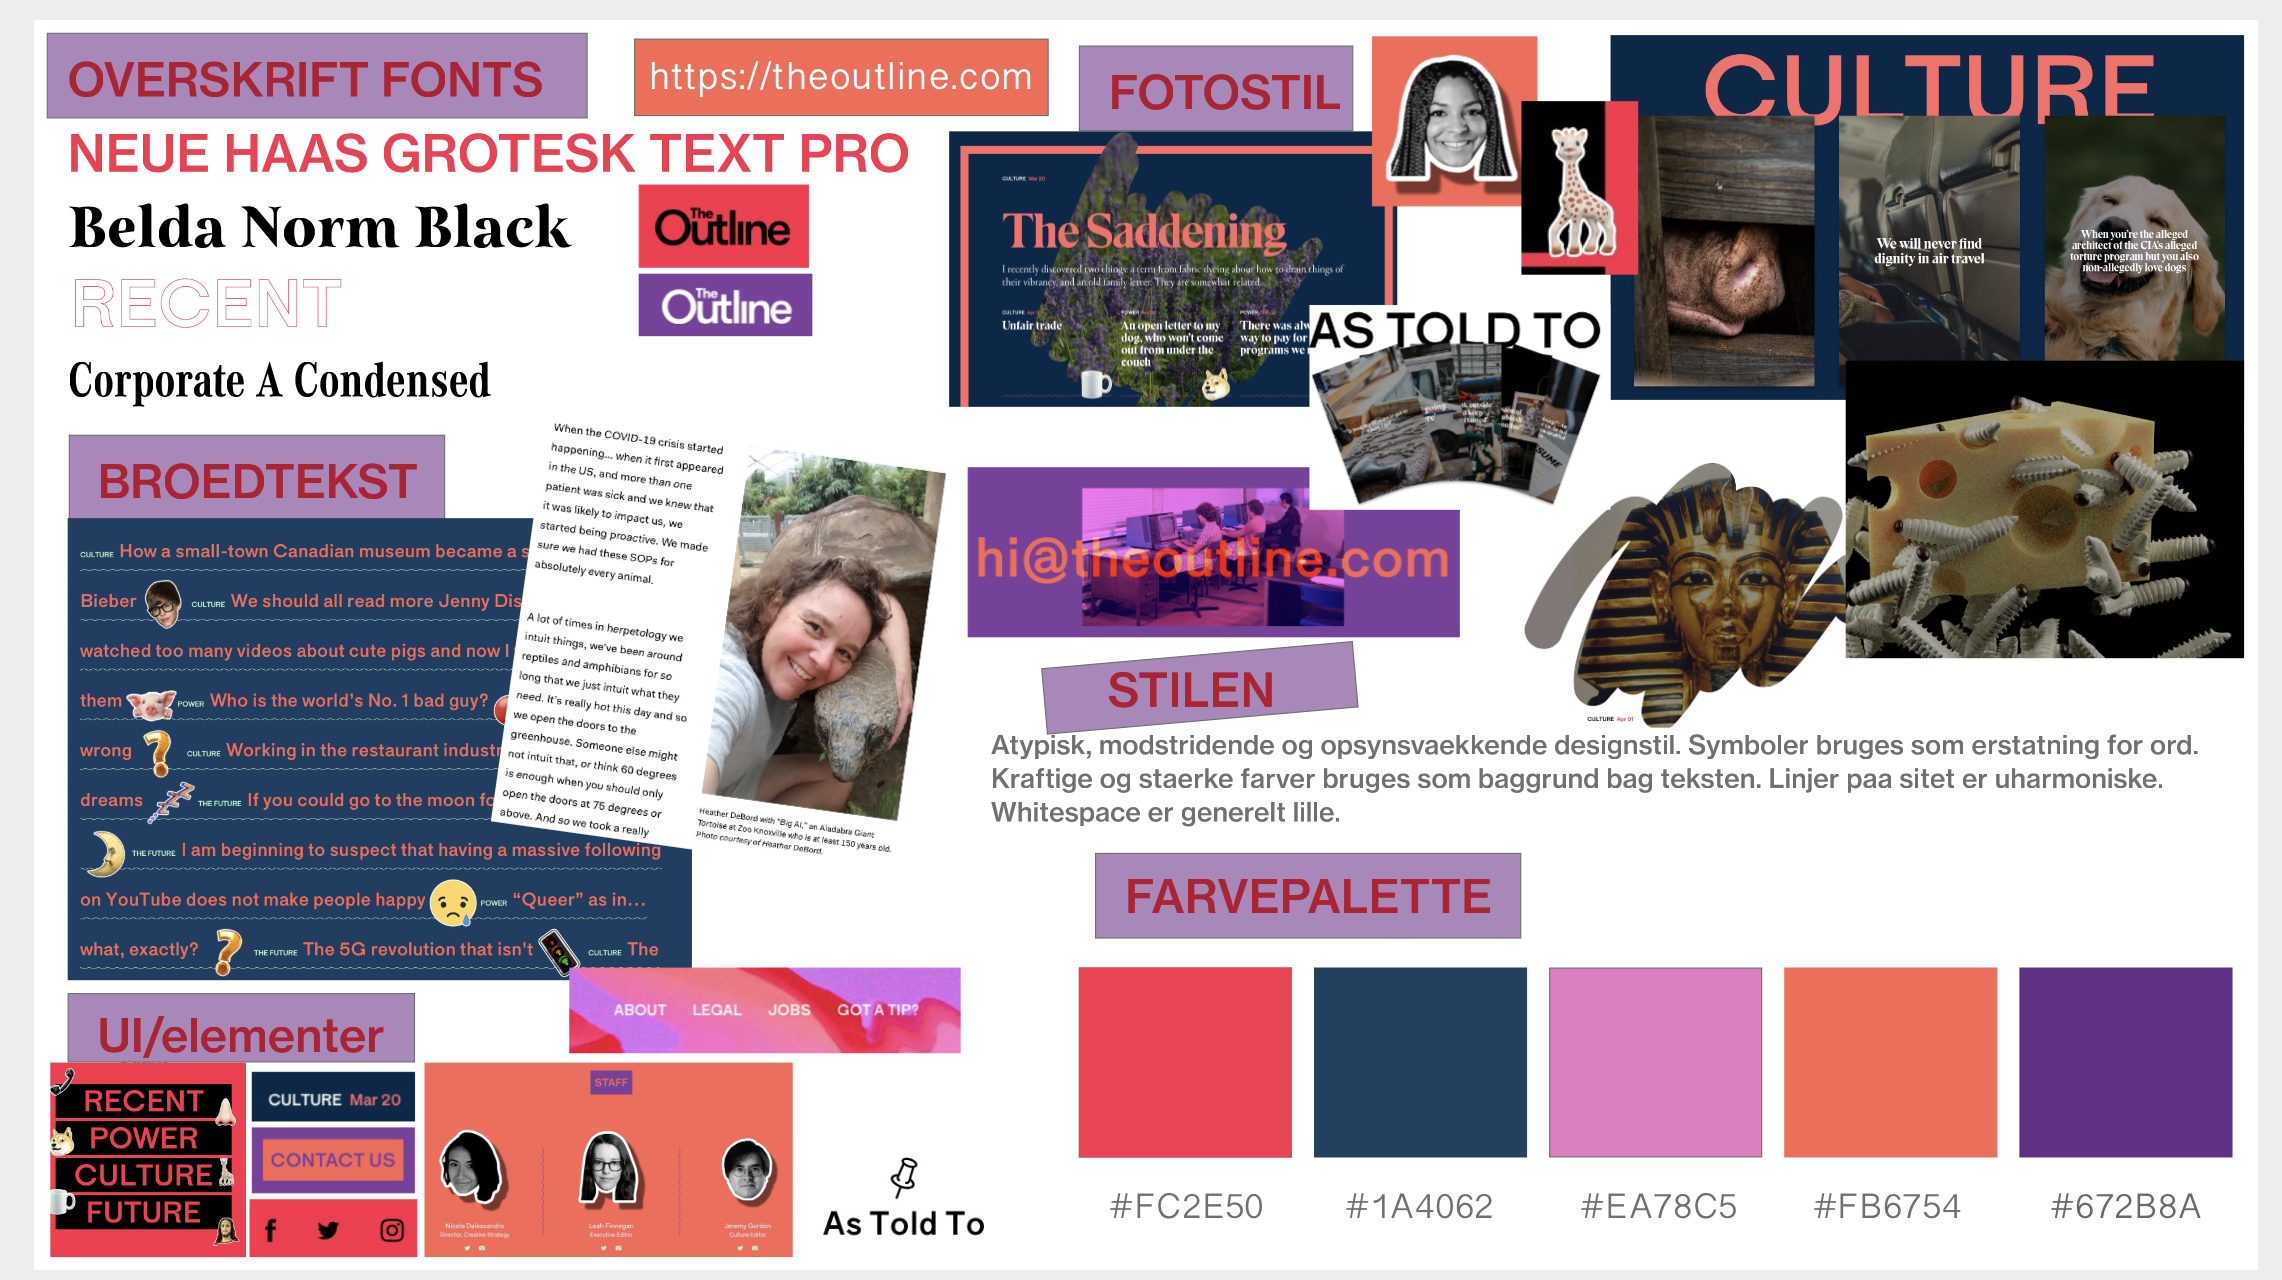 OVERSKRIFT FONTS
https://theoutline.com
NEUE HAAS GROTESK TEXT PRO
Belda Norm Black
RECENT
Corporate A Condensed
The Outline
The Outline
BROEDTEKST
CULTURE How a small-town Canadian museum became a s
Bieber CULTURE We should all read more Jenny Dis
watched too many videos about cute pigs and now I
them POWER Who is the world's No. 1 bad guy?
wrong CULTURE Working in the restaurant industr
dreams THE FUTURE If you could go to the moon fo
THE FUTURE I am beginning to suspect that having a massive following
on YouTube does not make people happy POWER “Queer” as in...
what, exactly? THE FUTURE The 5G revolution that isn't CULTURE The
When the COVID-19 crisis started
happening... when it first appeared
in the US, and more than one
patient was sick and we knew that
it was likely to impact us, we
started being proactive. We made
sure we had these SOPs for
absolutely every animal.
A lot of times in herpetology we
intuit things, we've been around
reptiles and amphibians for so
long that we just intuit what they
need. It's really hot this day and so
we open the doors to the
greenhouse. Someone else might
not intuit that, or think 60 degrees
is enough when you should only
open the doors at 75 degrees or
above. And so we took a really
Heather DeBord with "Big Al," an Aladabra Giant
Tortoise at Zoo Knoxville who is at least 150 years old.
Photo courtesy of Heather DeBord.
UI/elementer
ABOUT LEGAL JOBS GOT A TIP?
RECENT
POWER
CULTURE
FUTURE
CULTURE Mar 20
CONTACT US
STAFF
Nicole Dalessandro
Director, Creative Strategy
Leah Finnegan
Executive Editor
Jeremy Gordon
Culture Editor
As Told To
FOTOSTIL
CULTURE Mar 20
The Saddening
I recently discovered two things: a term from fabric dyeing about how to drain things of
their vibrancy, and an old family letter. They are somewhat related.
CULTURE
Unfair trade
POWER
An open letter to my
dog, who won't come
out from under the
couch
POWER
There was alw
way to pay for
programs we
AS TOLD TO
CULTURE
We will never find
dignity in air travel
When you're the alleged
architect of the CIA's alleged
torture program but you also
non-allegedly love dogs
hi@theoutline.com
CULTURE Apr 01
STILEN
Atypisk, modstridende og opsynsvaekkende designstil. Symboler bruges som erstatning for ord.
Kraftige og staerke farver bruges som baggrund bag teksten. Linjer paa sitet er uharmoniske.
Whitespace er generelt lille.
FARVEPALETTE
#FC2E50
#1A4062
#EA78C5
#FB6754
#672B8A